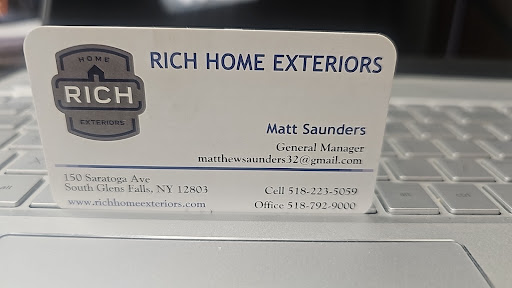 HOME
RICH
EXTERIORS
RICH HOME EXTERIORS
Matt Saunders
General Manager
matthewsaunders32@gmail.com
150 Saratoga Ave
South Glens Falls, NY 12803
www.richhomeexteriors.com
Cell 518-223-5059
Office 518-792-9000